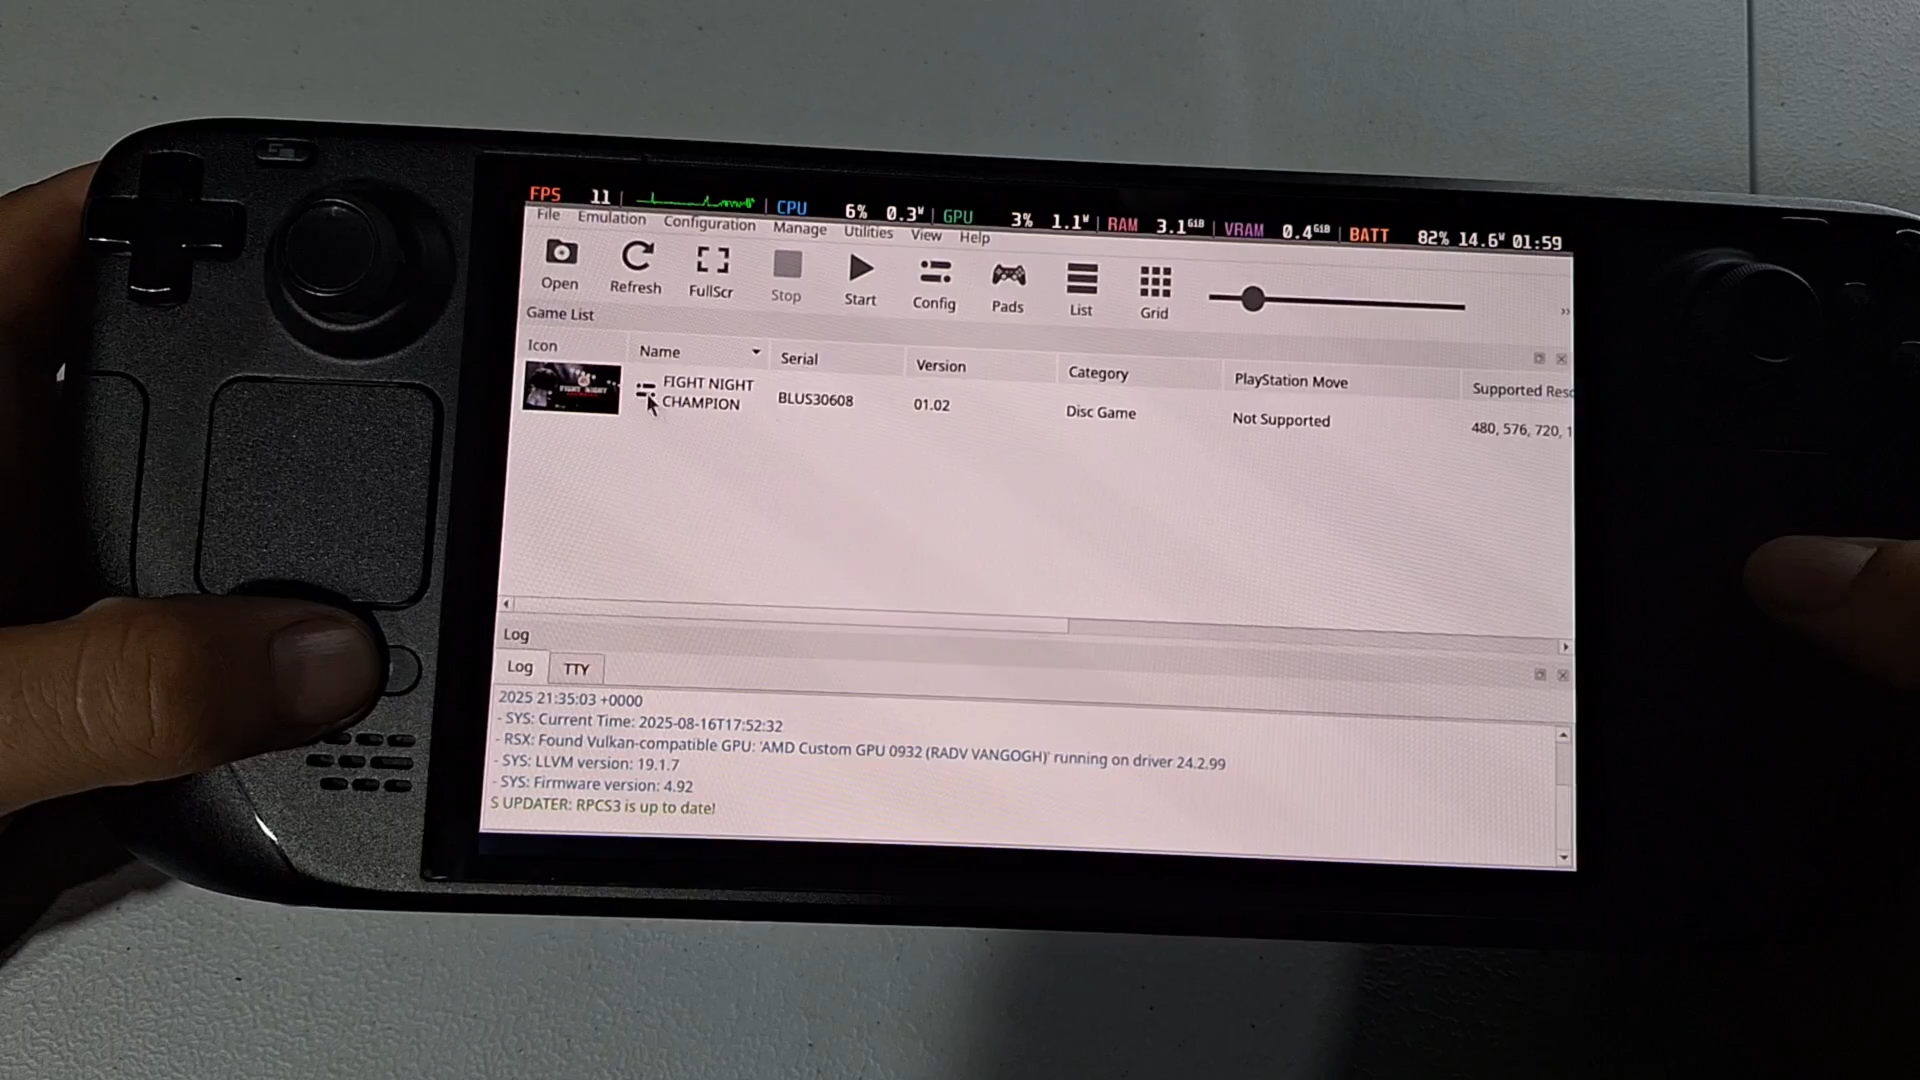 FPS 11 | CPU 6% 0.3W | GPU 3% 1.1W | RAM 3.1GiB | VRAM 0.4GiB | BATT 82% 14.6W 01:59
File Emulation Configuration Manage Utilities View Help
Open Refresh FullScr Stop Start Config Pads List Grid »
Game List
Icon Name Serial Version Category PlayStation Move Supported Reso
FIGHT NIGHT
CHAMPION BLUS30608 01.02 Disc Game Not Supported 480, 576, 720, 1
FIGHT NIGHT
Log
Log TTY
2025 21:35:03 +0000
- SYS: Current Time: 2025-08-16T17:52:32
- RSX: Found Vulkan-compatible GPU: 'AMD Custom GPU 0932 (RADV VANGOGH)' running on driver 24.2.99
- SYS: LLVM version: 19.1.7
- SYS: Firmware version: 4.92
S UPDATER: RPCS3 is up to date!